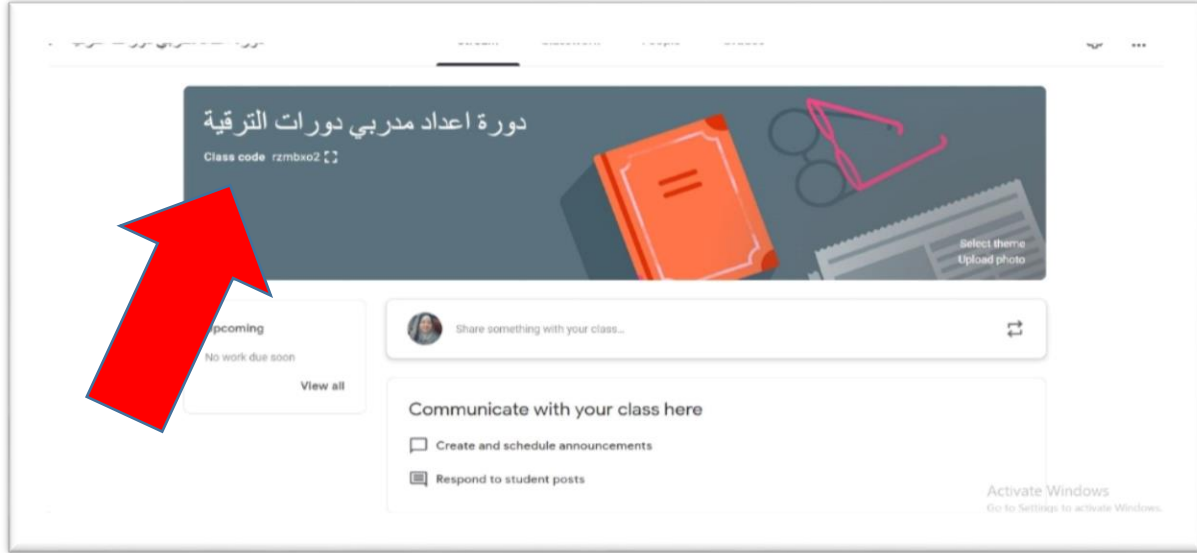 دورة اعداد مدربي دورات الترقية
Class code rzmbxo2
Select theme
Upload photo
Upcoming
No work due soon
View all
Share something with your class...
Communicate with your class here
Create and schedule announcements
Respond to student posts
Activate Windows
Go to Settings to activate Windows.